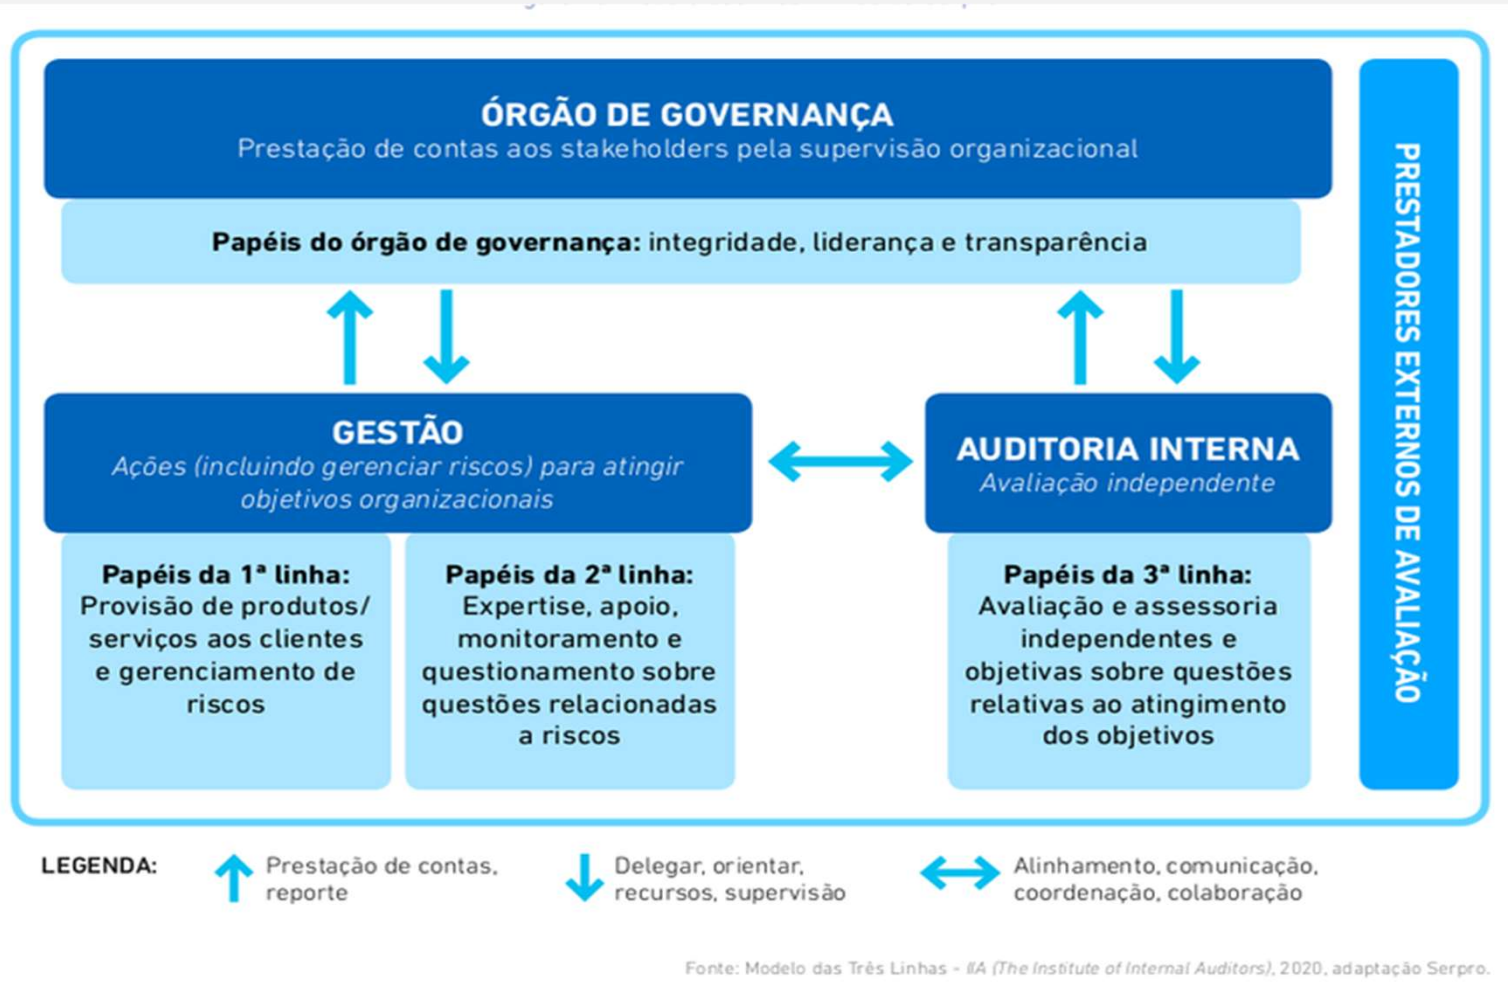 ÓRGÃO DE GOVERNANÇA
Prestação de contas aos stakeholders pela supervisão organizacional
Papéis do órgão de governança: integridade, liderança e transparência
GESTÃO
Ações (incluindo gerenciar riscos) para atingir
objetivos organizacionais
AUDITORIA INTERNA
Avaliação independente
Papéis da 1ª linha:
Provisão de produtos/
serviços aos clientes
e gerenciamento de
riscos
Papéis da 2ª linha:
Expertise, apoio,
monitoramento e
questionamento sobre
questões relacionadas
a riscos
Papéis da 3ª linha:
Avaliação e assessoria
independentes e
objetivas sobre questões
relativas ao atingimento
dos objetivos
PRESTADORES EXTERNOS DE AVALIAÇÃO
LEGENDA:
Prestação de contas,
reporte
Delegar, orientar,
recursos, supervisão
Alinhamento, comunicação,
coordenação, colaboração
Fonte: Modelo das Três Linhas - IIA (The Institute of Internal Auditors), 2020, adaptação Serpro.